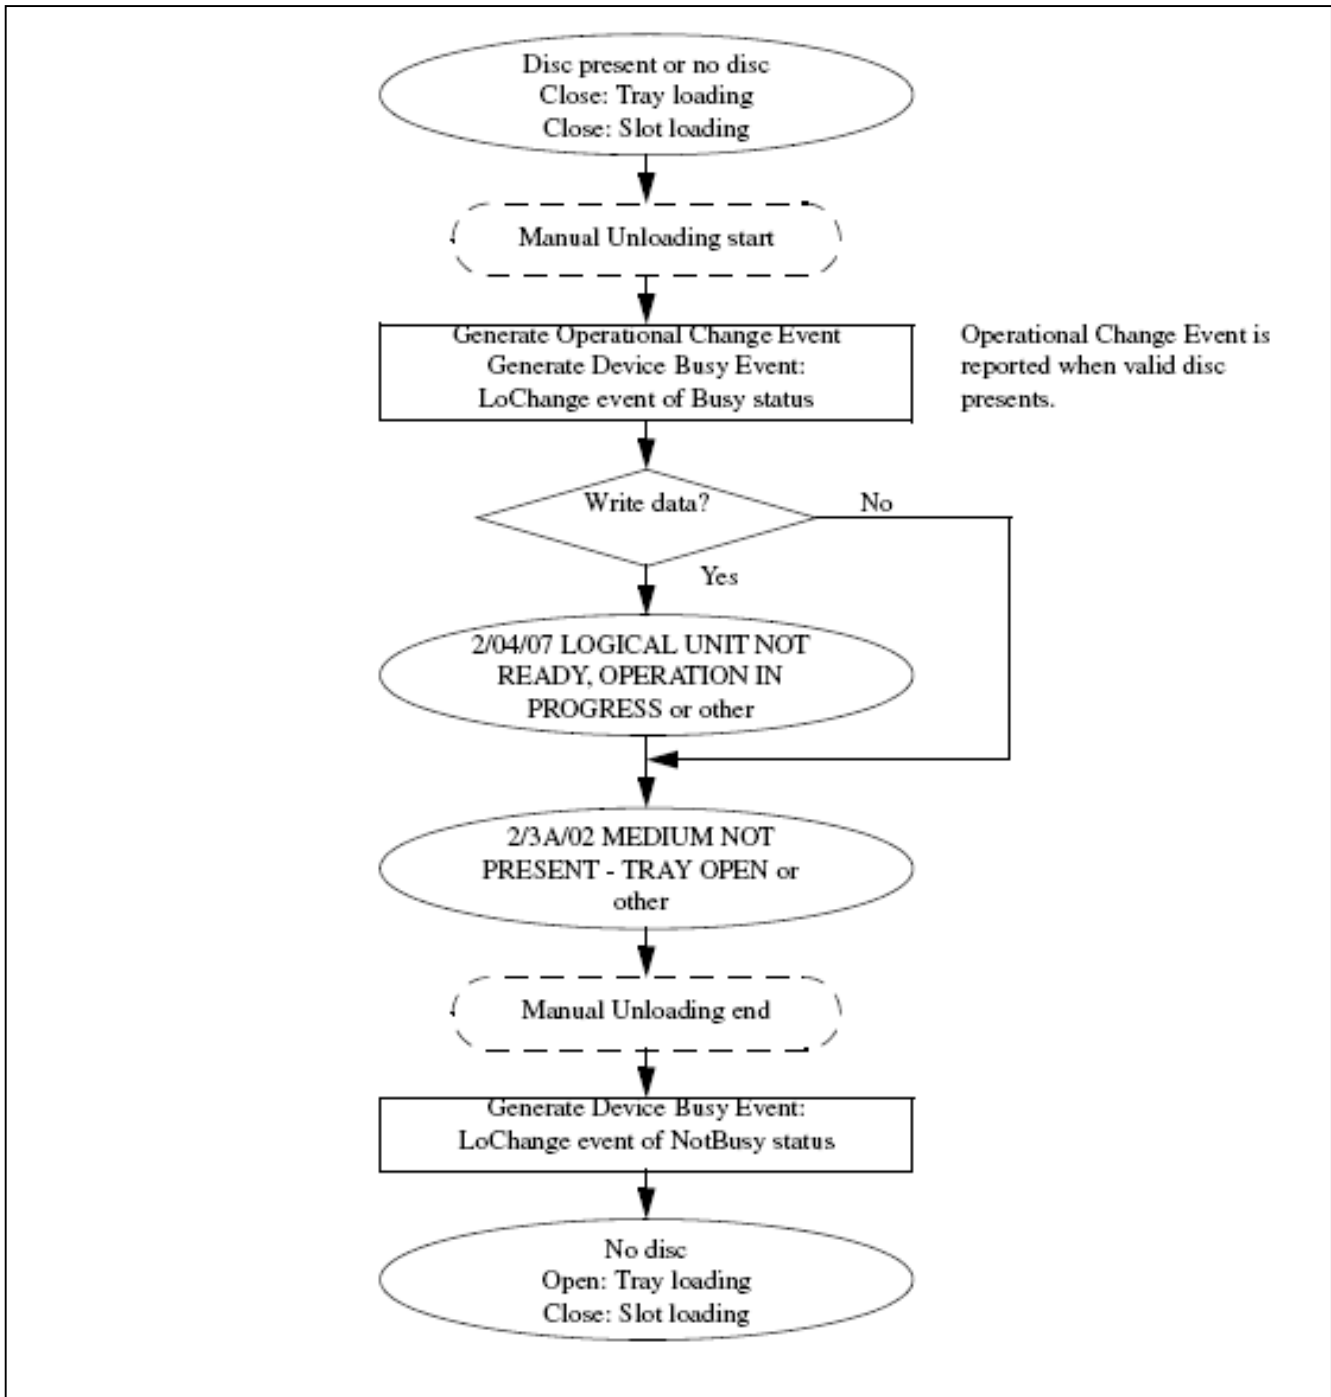 Disc present or no disc
Close: Tray loading
Close: Slot loading
Manual Unloading start
Generate Operational Change Event
Generate Device Busy Event:
LoChange event of Busy status
Operational Change Event is
reported when valid disc
presents.
Write data?
No
Yes
2/04/07 LOGICAL UNIT NOT
READY, OPERATION IN
PROGRESS or other
2/3A/02 MEDIUM NOT
PRESENT - TRAY OPEN or
other
Manual Unloading end
Generate Device Busy Event:
LoChange event of NotBusy status
No disc
Open: Tray loading
Close: Slot loading